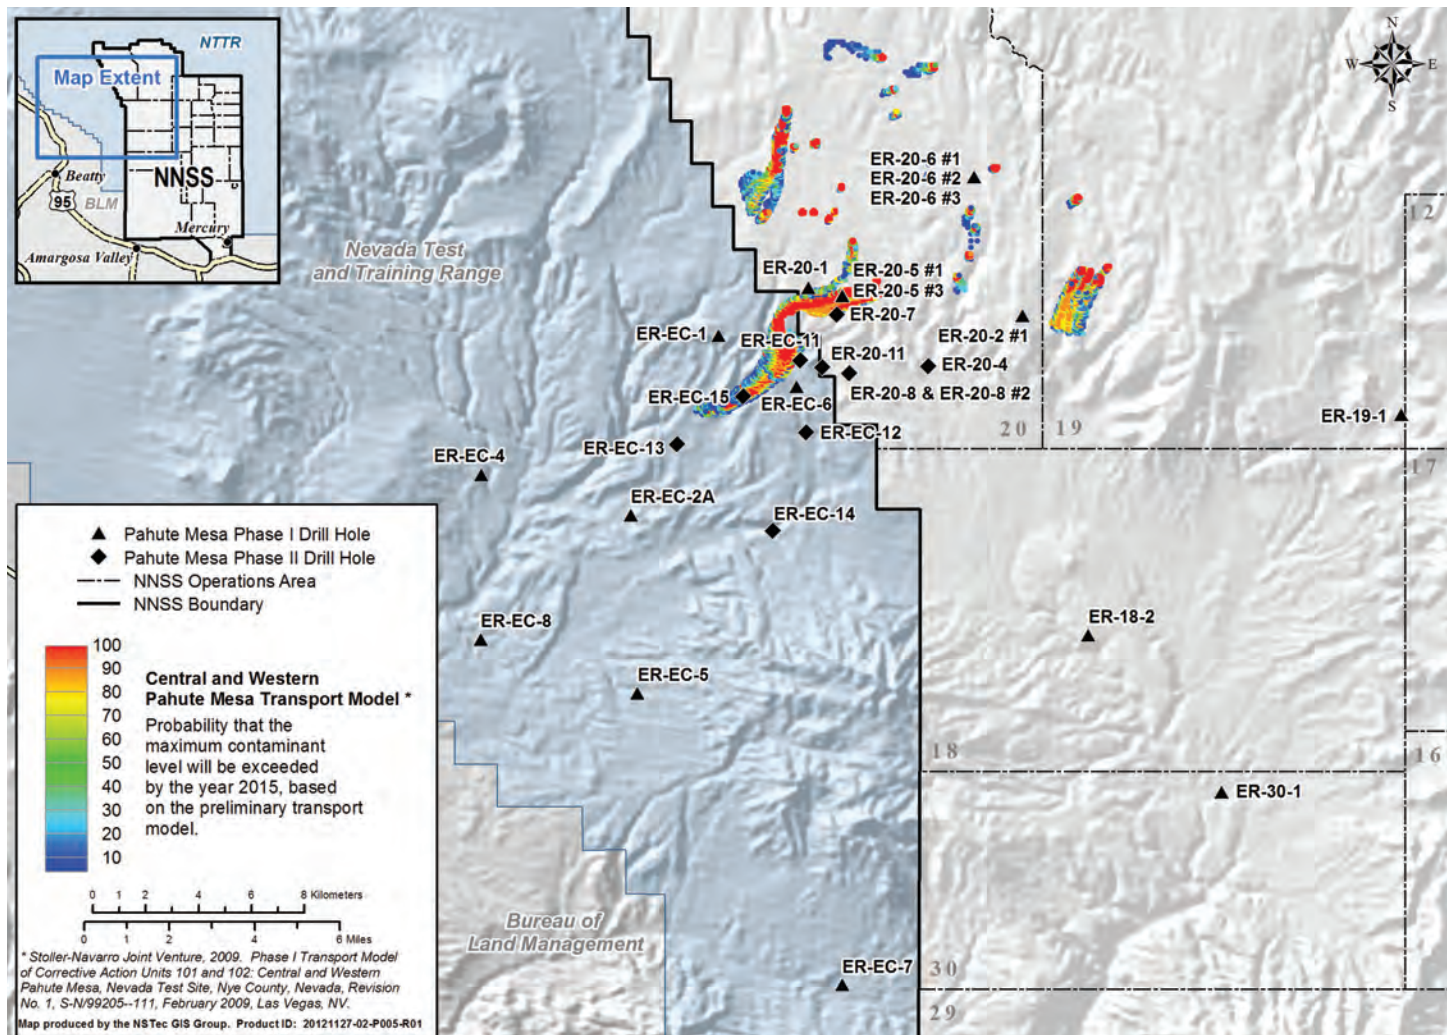 NTTR
Map Extent
NNSS
Beatty
95
BLM
Mercury
Amargosa Valley
N
W
E
S
Nevada Test
and Training Range
ER-20-6 #1
ER-20-6 #2
ER-20-6 #3
12
ER-20-1
ER-20-5 #1
ER-20-5 #3
ER-20-7
ER-EC-1
ER-EC-11
ER-20-2 #1
ER-20-11
ER-20-4
ER-EC-15
ER-EC-6
ER-20-8 & ER-20-8 #2
ER-19-1
ER-EC-12
20
19
ER-EC-13
ER-EC-4
17
ER-EC-2A
ER-EC-14
Pahute Mesa Phase I Drill Hole
Pahute Mesa Phase II Drill Hole
NNSS Operations Area
NNSS Boundary
ER-EC-8
ER-18-2
ER-EC-5
100
90
80
70
60
50
40
30
20
10
Central and Western
Pahute Mesa Transport Model *
Probability that the
maximum contaminant
level will be exceeded
by the year 2015, based
on the preliminary transport
model.
18
16
ER-30-1
0 1 2 4 6 8 Kilometers
0 1 2 4 6 Miles
Bureau of
Land Management
ER-EC-7
30
29
* Stoller-Navarro Joint Venture, 2009. Phase I Transport Model
of Corrective Action Units 101 and 102: Central and Western
Pahute Mesa, Nevada Test Site, Nye County, Nevada, Revision
No. 1, S-N/99205--111, February 2009, Las Vegas, NV.
Map produced by the NSTec GIS Group. Product ID: 20121127-02-P005-R01